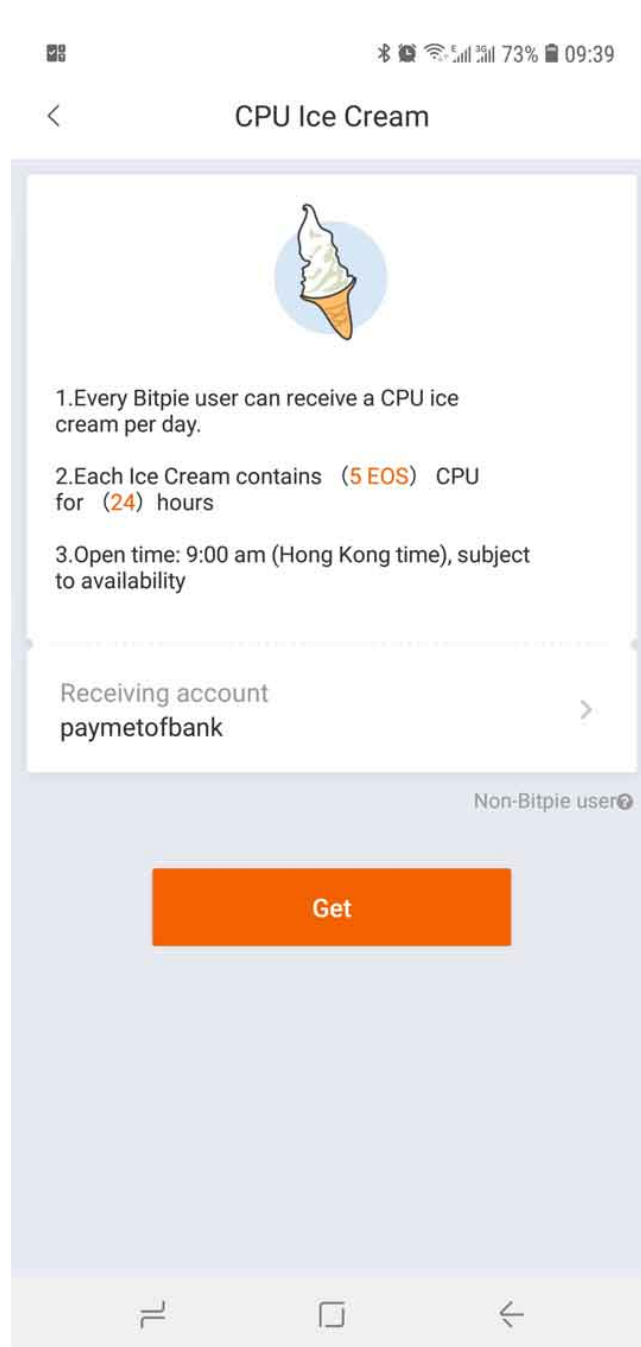 73% 09:39
CPU Ice Cream
1.Every Bitpie user can receive a CPU ice
cream per day.
2.Each Ice Cream contains （5 EOS） CPU
for （24）hours
3.Open time: 9:00 am (Hong Kong time), subject
to availability
Receiving account
paymetofbank
Non-Bitpie user
Get